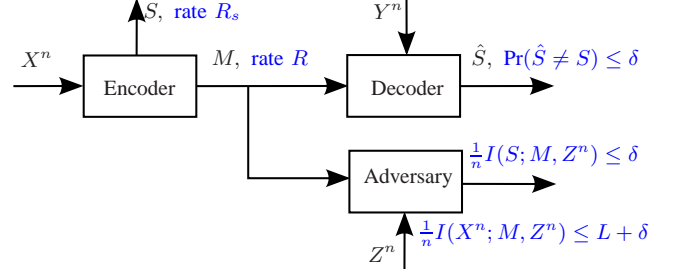 S, rate R_s
Y^n
X^n
Encoder
M, rate R
Decoder
Ŝ, Pr(Ŝ ≠ S) ≤ δ
Adversary
1/n I(S; M, Z^n) ≤ δ
1/n I(X^n; M, Z^n) ≤ L + δ
Z^n